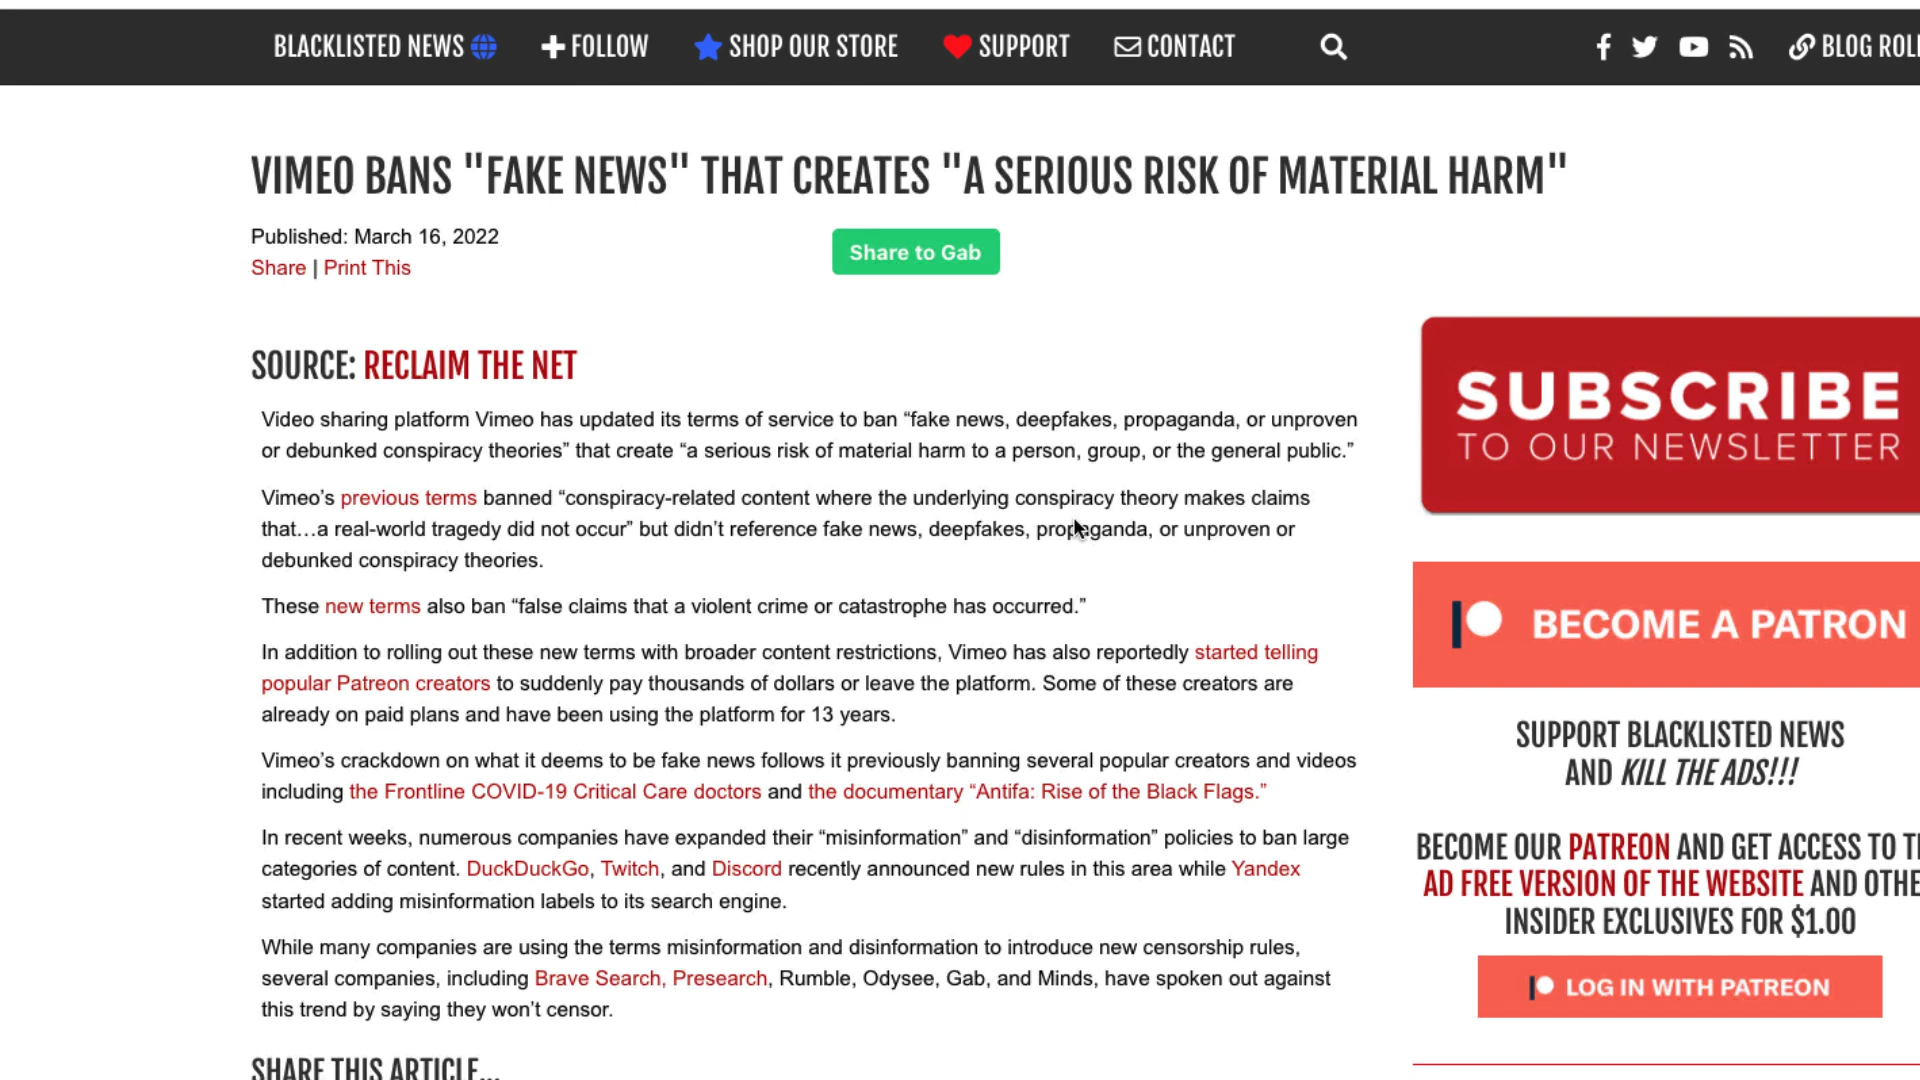 BLACKLISTED NEWS FOLLOW SHOP OUR STORE SUPPORT CONTACT BLOG ROLL
VIMEO BANS "FAKE NEWS" THAT CREATES "A SERIOUS RISK OF MATERIAL HARM"
Published: March 16, 2022
Share | Print This
Share to Gab
SOURCE: RECLAIM THE NET
Video sharing platform Vimeo has updated its terms of service to ban “fake news, deepfakes, propaganda, or unproven
or debunked conspiracy theories” that create “a serious risk of material harm to a person, group, or the general public.”
Vimeo’s previous terms banned “conspiracy-related content where the underlying conspiracy theory makes claims
that…a real-world tragedy did not occur” but didn’t reference fake news, deepfakes, propaganda, or unproven or
debunked conspiracy theories.
These new terms also ban “false claims that a violent crime or catastrophe has occurred.”
In addition to rolling out these new terms with broader content restrictions, Vimeo has also reportedly started telling
popular Patreon creators to suddenly pay thousands of dollars or leave the platform. Some of these creators are
already on paid plans and have been using the platform for 13 years.
Vimeo’s crackdown on what it deems to be fake news follows it previously banning several popular creators and videos
including the Frontline COVID-19 Critical Care doctors and the documentary “Antifa: Rise of the Black Flags.”
In recent weeks, numerous companies have expanded their “misinformation” and “disinformation” policies to ban large
categories of content. DuckDuckGo, Twitch, and Discord recently announced new rules in this area while Yandex
started adding misinformation labels to its search engine.
While many companies are using the terms misinformation and disinformation to introduce new censorship rules,
several companies, including Brave Search, Presearch, Rumble, Odysee, Gab, and Minds, have spoken out against
this trend by saying they won’t censor.
SHARE THIS ARTICLE...
SUBSCRIBE
TO OUR NEWSLETTER
BECOME A PATRON
SUPPORT BLACKLISTED NEWS
AND KILL THE ADS!!!
BECOME OUR PATREON AND GET ACCESS TO TH
AD FREE VERSION OF THE WEBSITE AND OTHE
INSIDER EXCLUSIVES FOR $1.00
LOG IN WITH PATREON